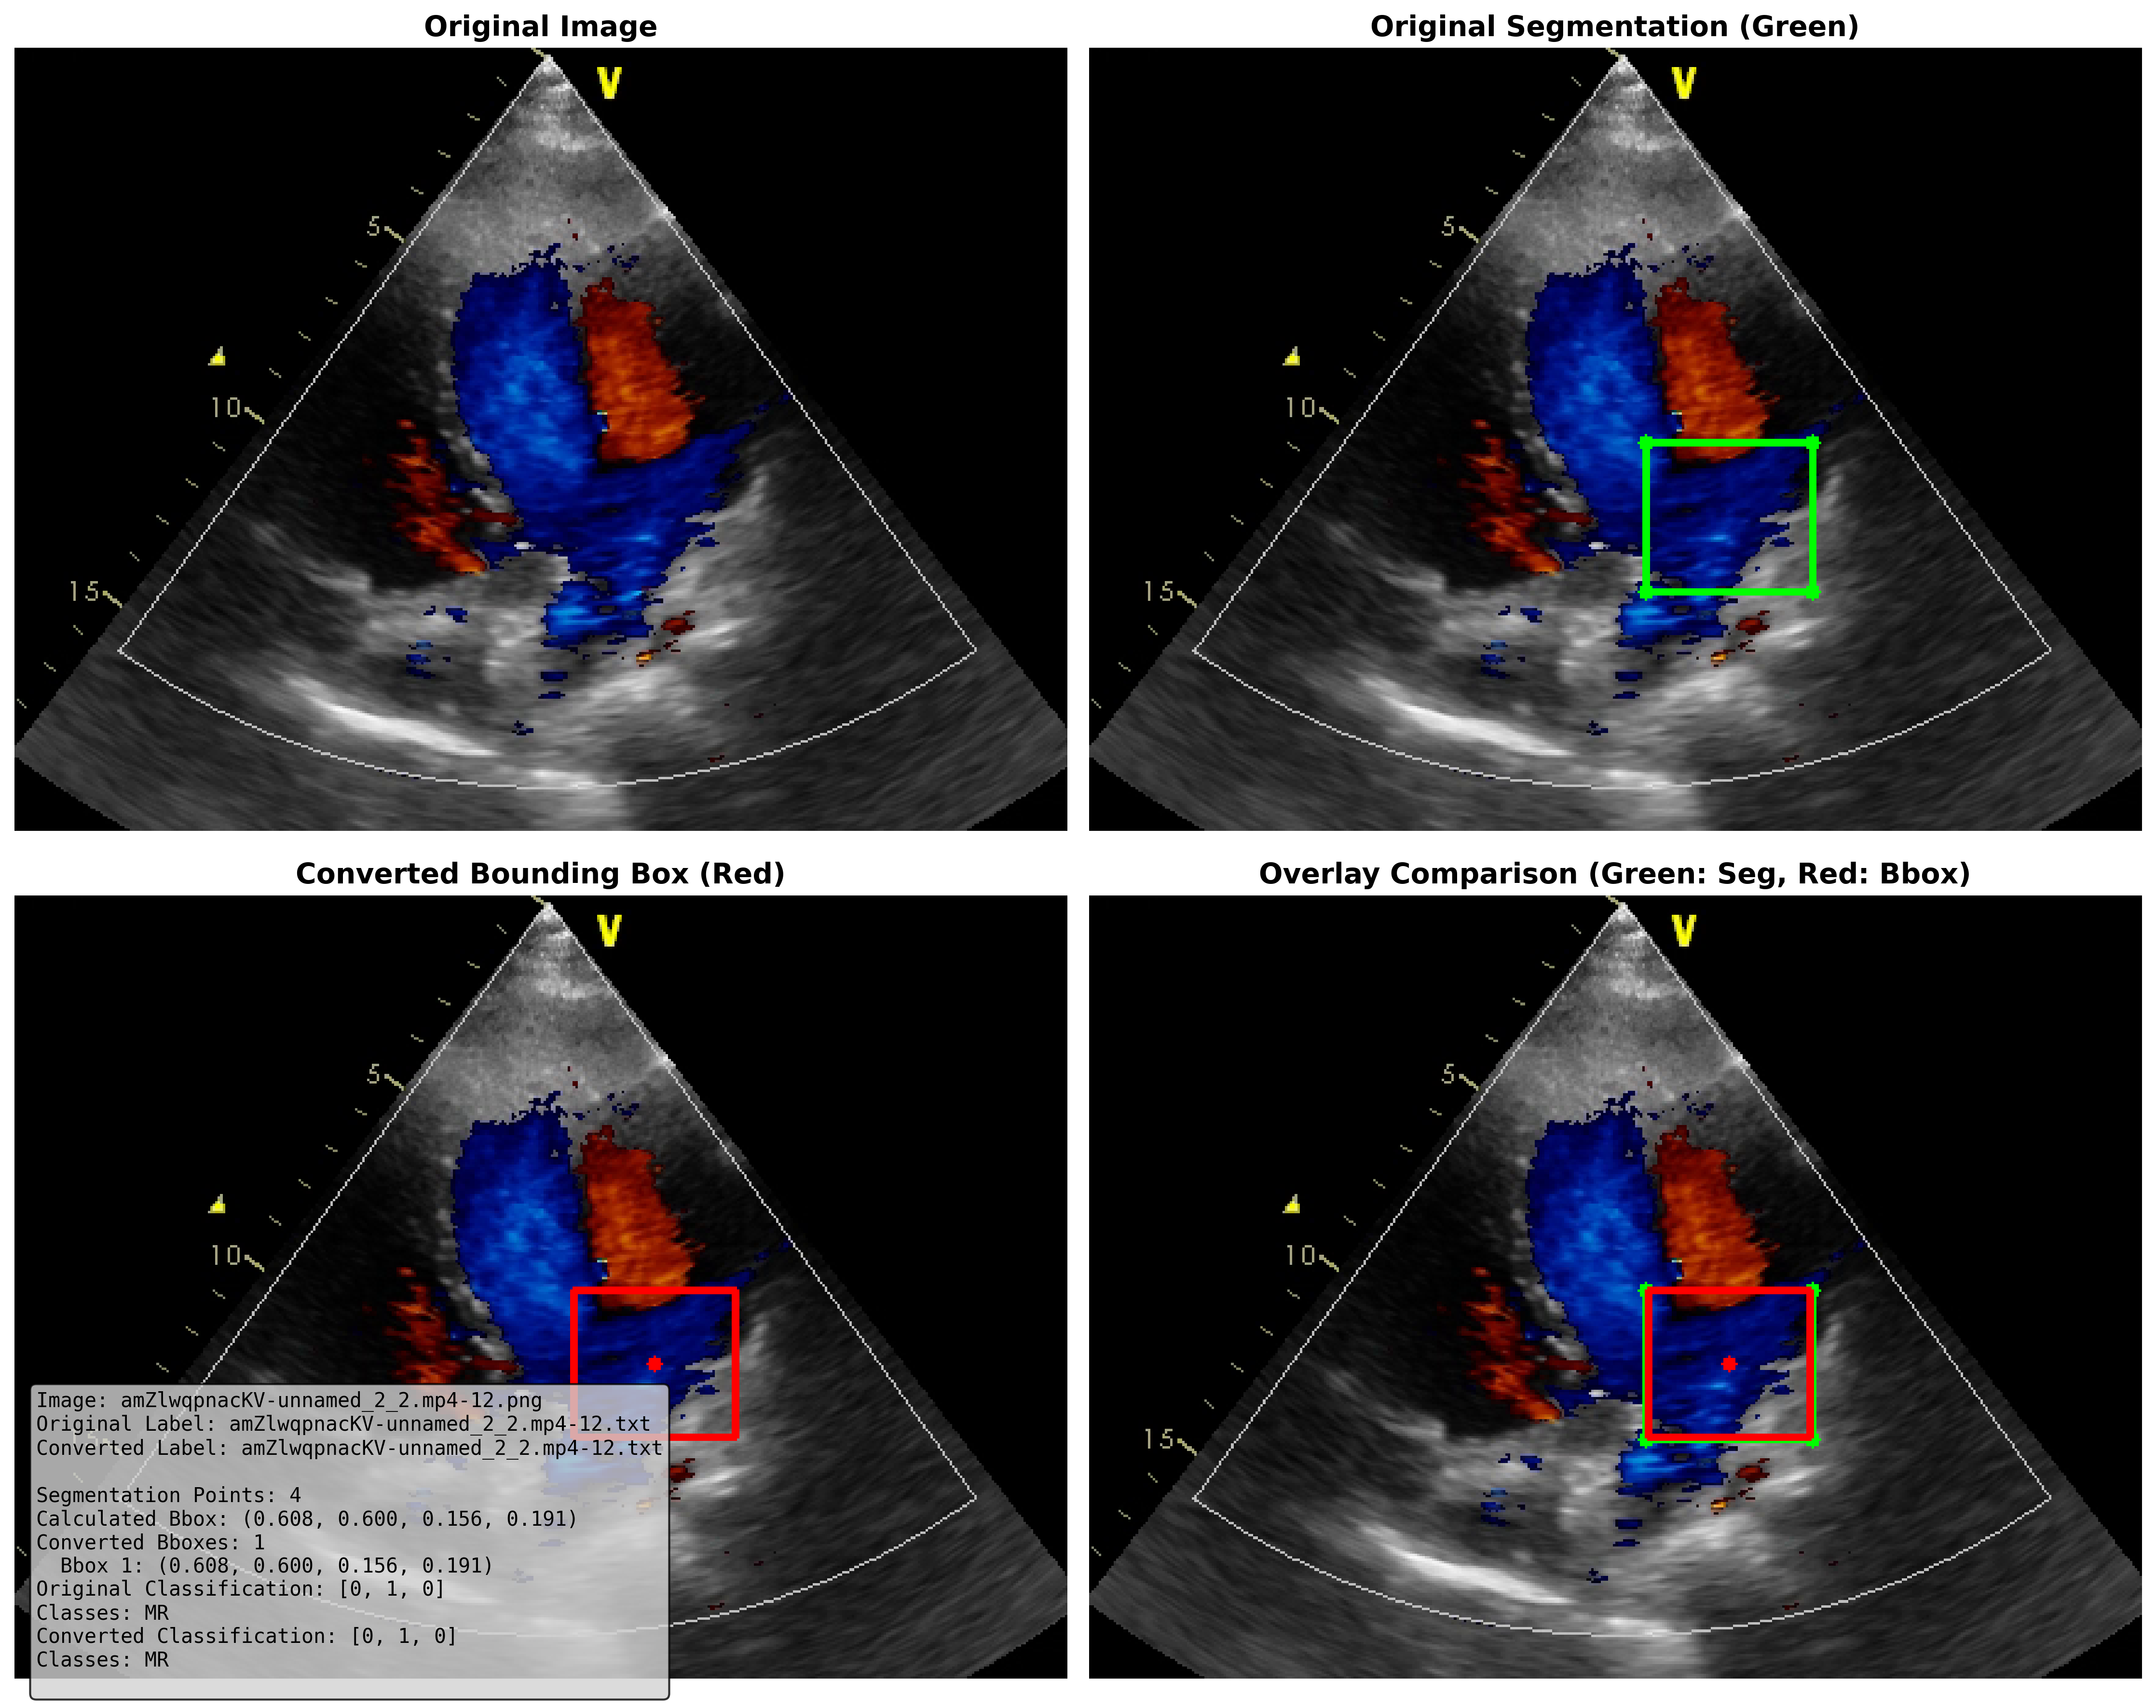 Original Image
V
5
10
15
Original Segmentation (Green)
V
5
10
15
Converted Bounding Box (Red)
V
5
10
Image: amZlwqpnacKV-unnamed_2_2.mp4-12.png
Original Label: amZlwqpnacKV-unnamed_2_2.mp4-12.txt
Converted Label: amZlwqpnacKV-unnamed_2_2.mp4-12.txt
Segmentation Points: 4
Calculated Bbox: (0.608, 0.600, 0.156, 0.191)
Converted Bboxes: 1
Bbox 1: (0.608, 0.600, 0.156, 0.191)
Original Classification: [0, 1, 0]
Classes: MR
Converted Classification: [0, 1, 0]
Classes: MR
Overlay Comparison (Green: Seg, Red: Bbox)
V
5
10
15